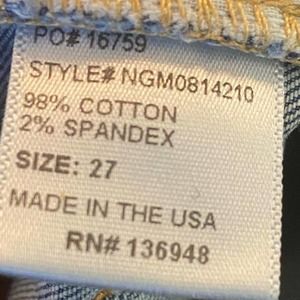 PO# 16759
STYLE# NGM0814210
98% COTTON
2% SPANDEX
SIZE: 27
MADE IN THE USA
RN# 136948